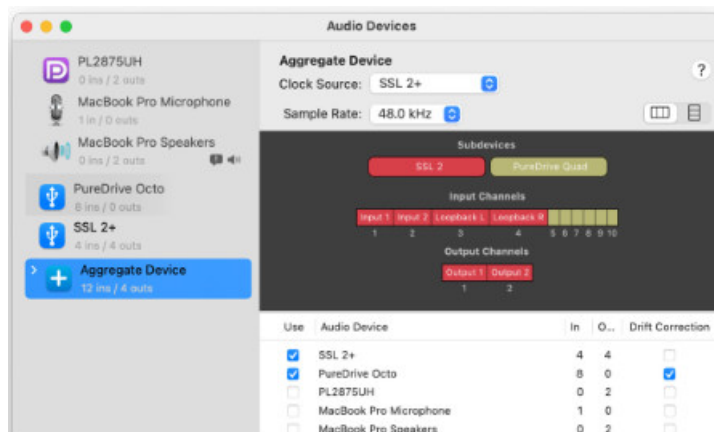 Audio Devices
PL2875UH
0 ins / 2 outs
MacBook Pro Microphone
1 in / 0 outs
MacBook Pro Speakers
0 ins / 2 outs
PureDrive Octo
8 ins / 0 outs
SSL 2+
4 ins / 4 outs
Aggregate Device
12 ins / 4 outs
Aggregate Device
?
Clock Source: SSL 2+
Sample Rate: 48.0 kHz
Subdevices
SSL 2 PureDrive Quad
Input Channels
Input 1 Input 2 Loopback L Loopback R
1 2 3 4 5 6 7 8 9 10
Output Channels
Output 1 Output 2
1 2
Use Audio Device In O... Drift Correction
SSL 2+ 4 4
PureDrive Octo 8 0
PL2875UH 0 2
MacBook Pro Microphone 1 0
MacBook Pro Speakers 0 2